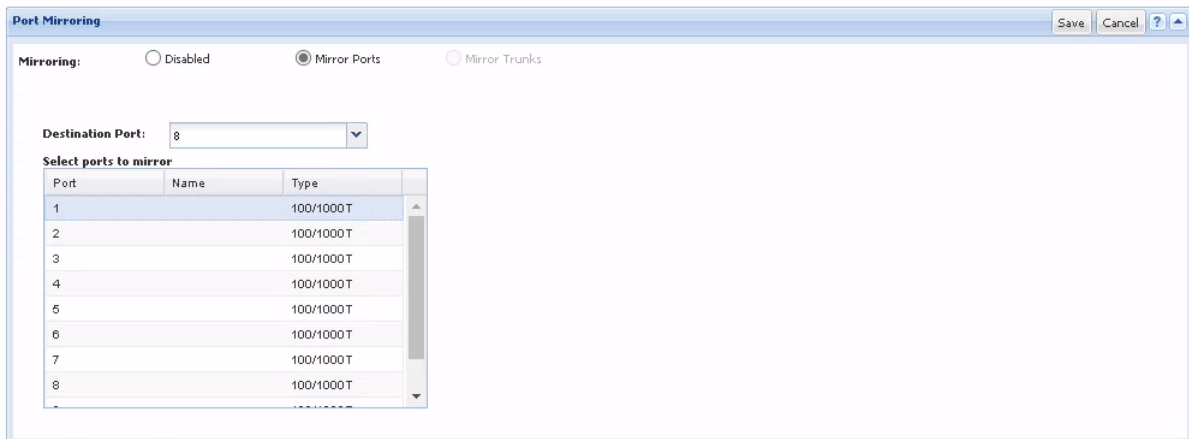 Port Mirroring Save Cancel ?
Mirroring: Disabled Mirror Ports Mirror Trunks
Destination Port: 8
Select ports to mirror
Port Name Type
1 100/1000T
2 100/1000T
3 100/1000T
4 100/1000T
5 100/1000T
6 100/1000T
7 100/1000T
8 100/1000T